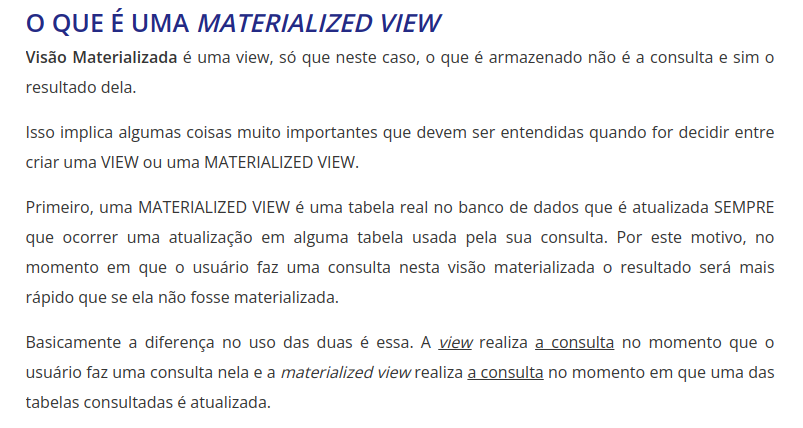 O QUE É UMA MATERIALIZED VIEW
Visão Materializada é uma view, só que neste caso, o que é armazenado não é a consulta e sim o
resultado dela.
Isso implica algumas coisas muito importantes que devem ser entendidas quando for decidir entre
criar uma VIEW ou uma MATERIALIZED VIEW.
Primeiro, uma MATERIALIZED VIEW é uma tabela real no banco de dados que é atualizada SEMPRE
que ocorrer uma atualização em alguma tabela usada pela sua consulta. Por este motivo, no
momento em que o usuário faz uma consulta nesta visão materializada o resultado será mais
rápido que se ela não fosse materializada.
Basicamente a diferença no uso das duas é essa. A view realiza a consulta no momento que o
usuário faz uma consulta nela e a materialized view realiza a consulta no momento em que uma das
tabelas consultadas é atualizada.